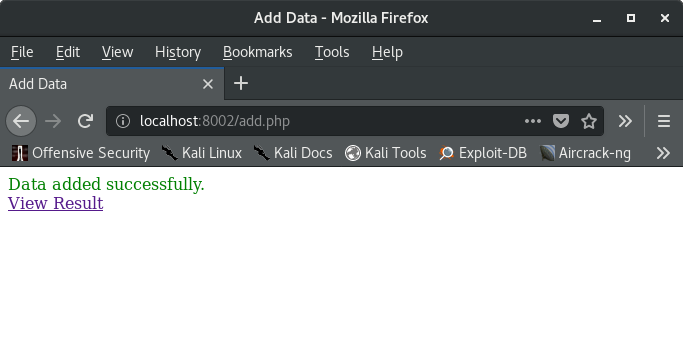 Add Data - Mozilla Firefox
File Edit View History Bookmarks Tools Help
Add Data
localhost:8002/add.php
Offensive Security Kali Linux Kali Docs Kali Tools Exploit-DB Aircrack-ng
Data added successfully.
View Result